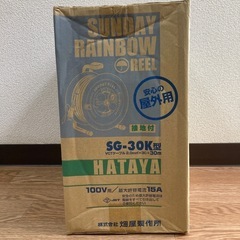 SUNDAY
RAINBOW
REEL
安心の
屋外用
接地付
SG-30K型
30m
HATAYA
100V用/最大許容電流15A
株式会社 畑屋製作所